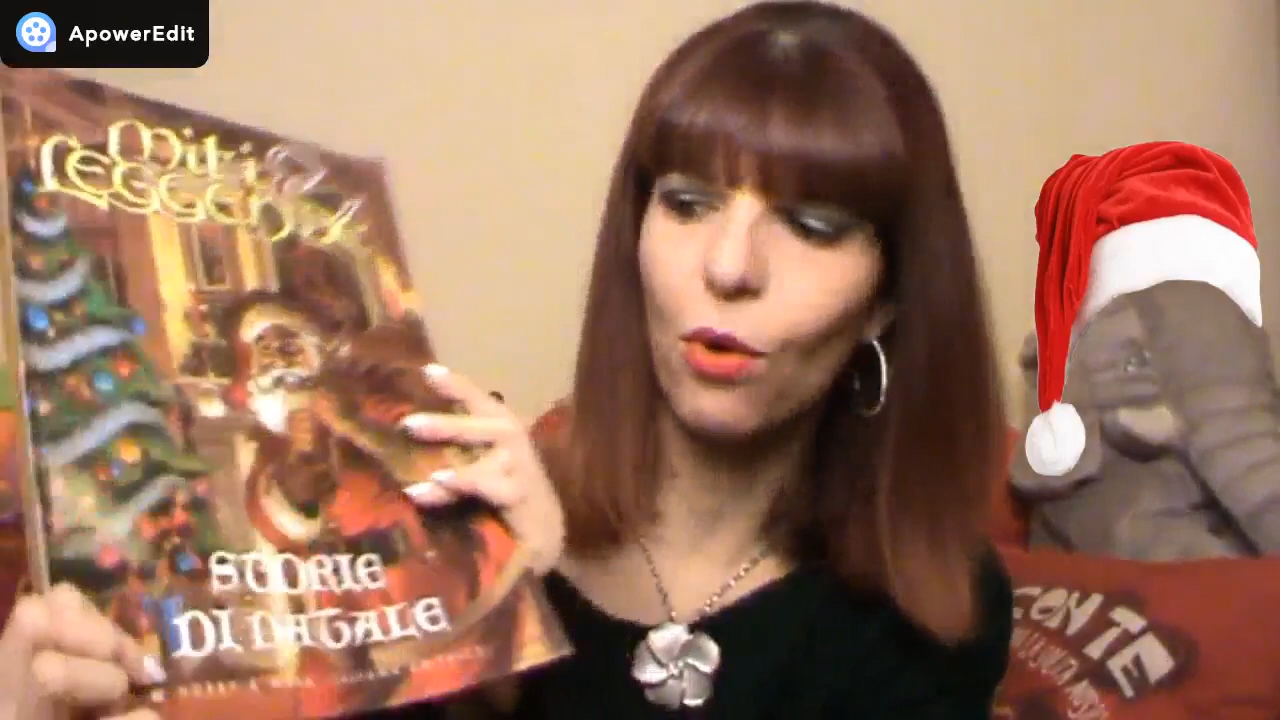 ApowerEdit
Miti &
LEGGENDE
STORIE
DI NATALE
CON TE